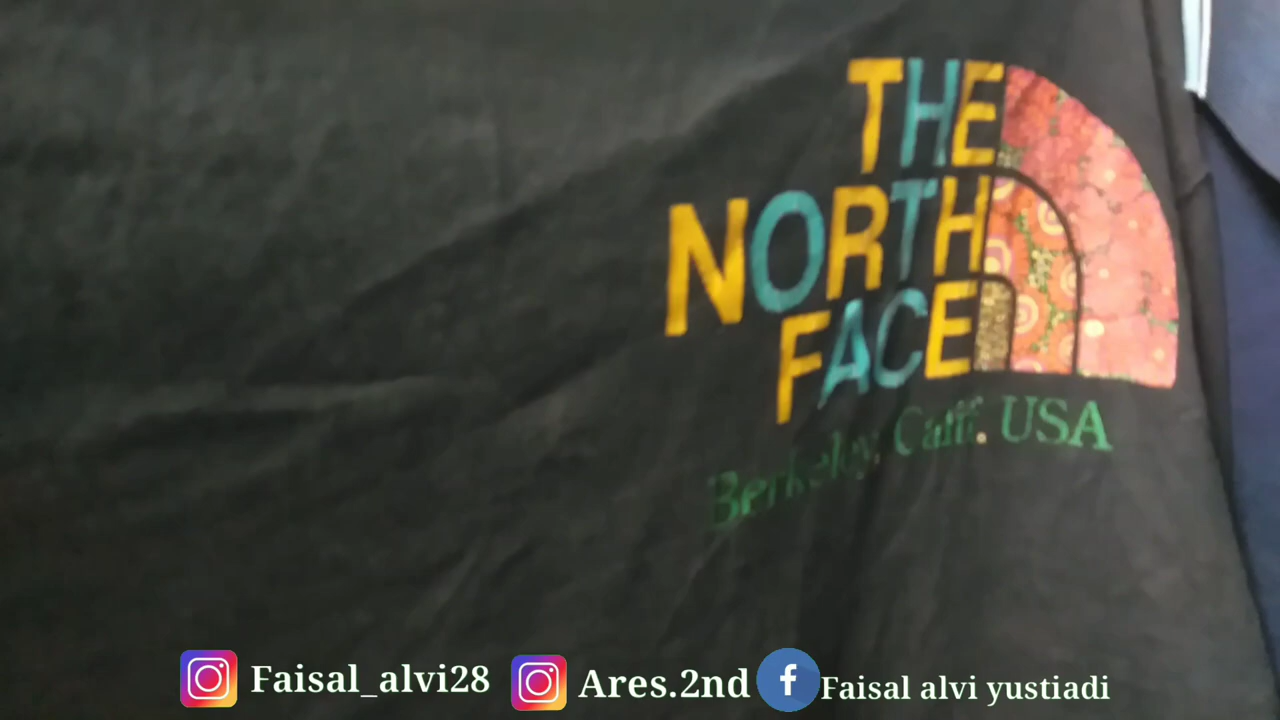 THE
NORTH
FACE
Berkeley, Calif. USA
Faisal_alvi28 Ares.2nd Faisal alvi yustiadi